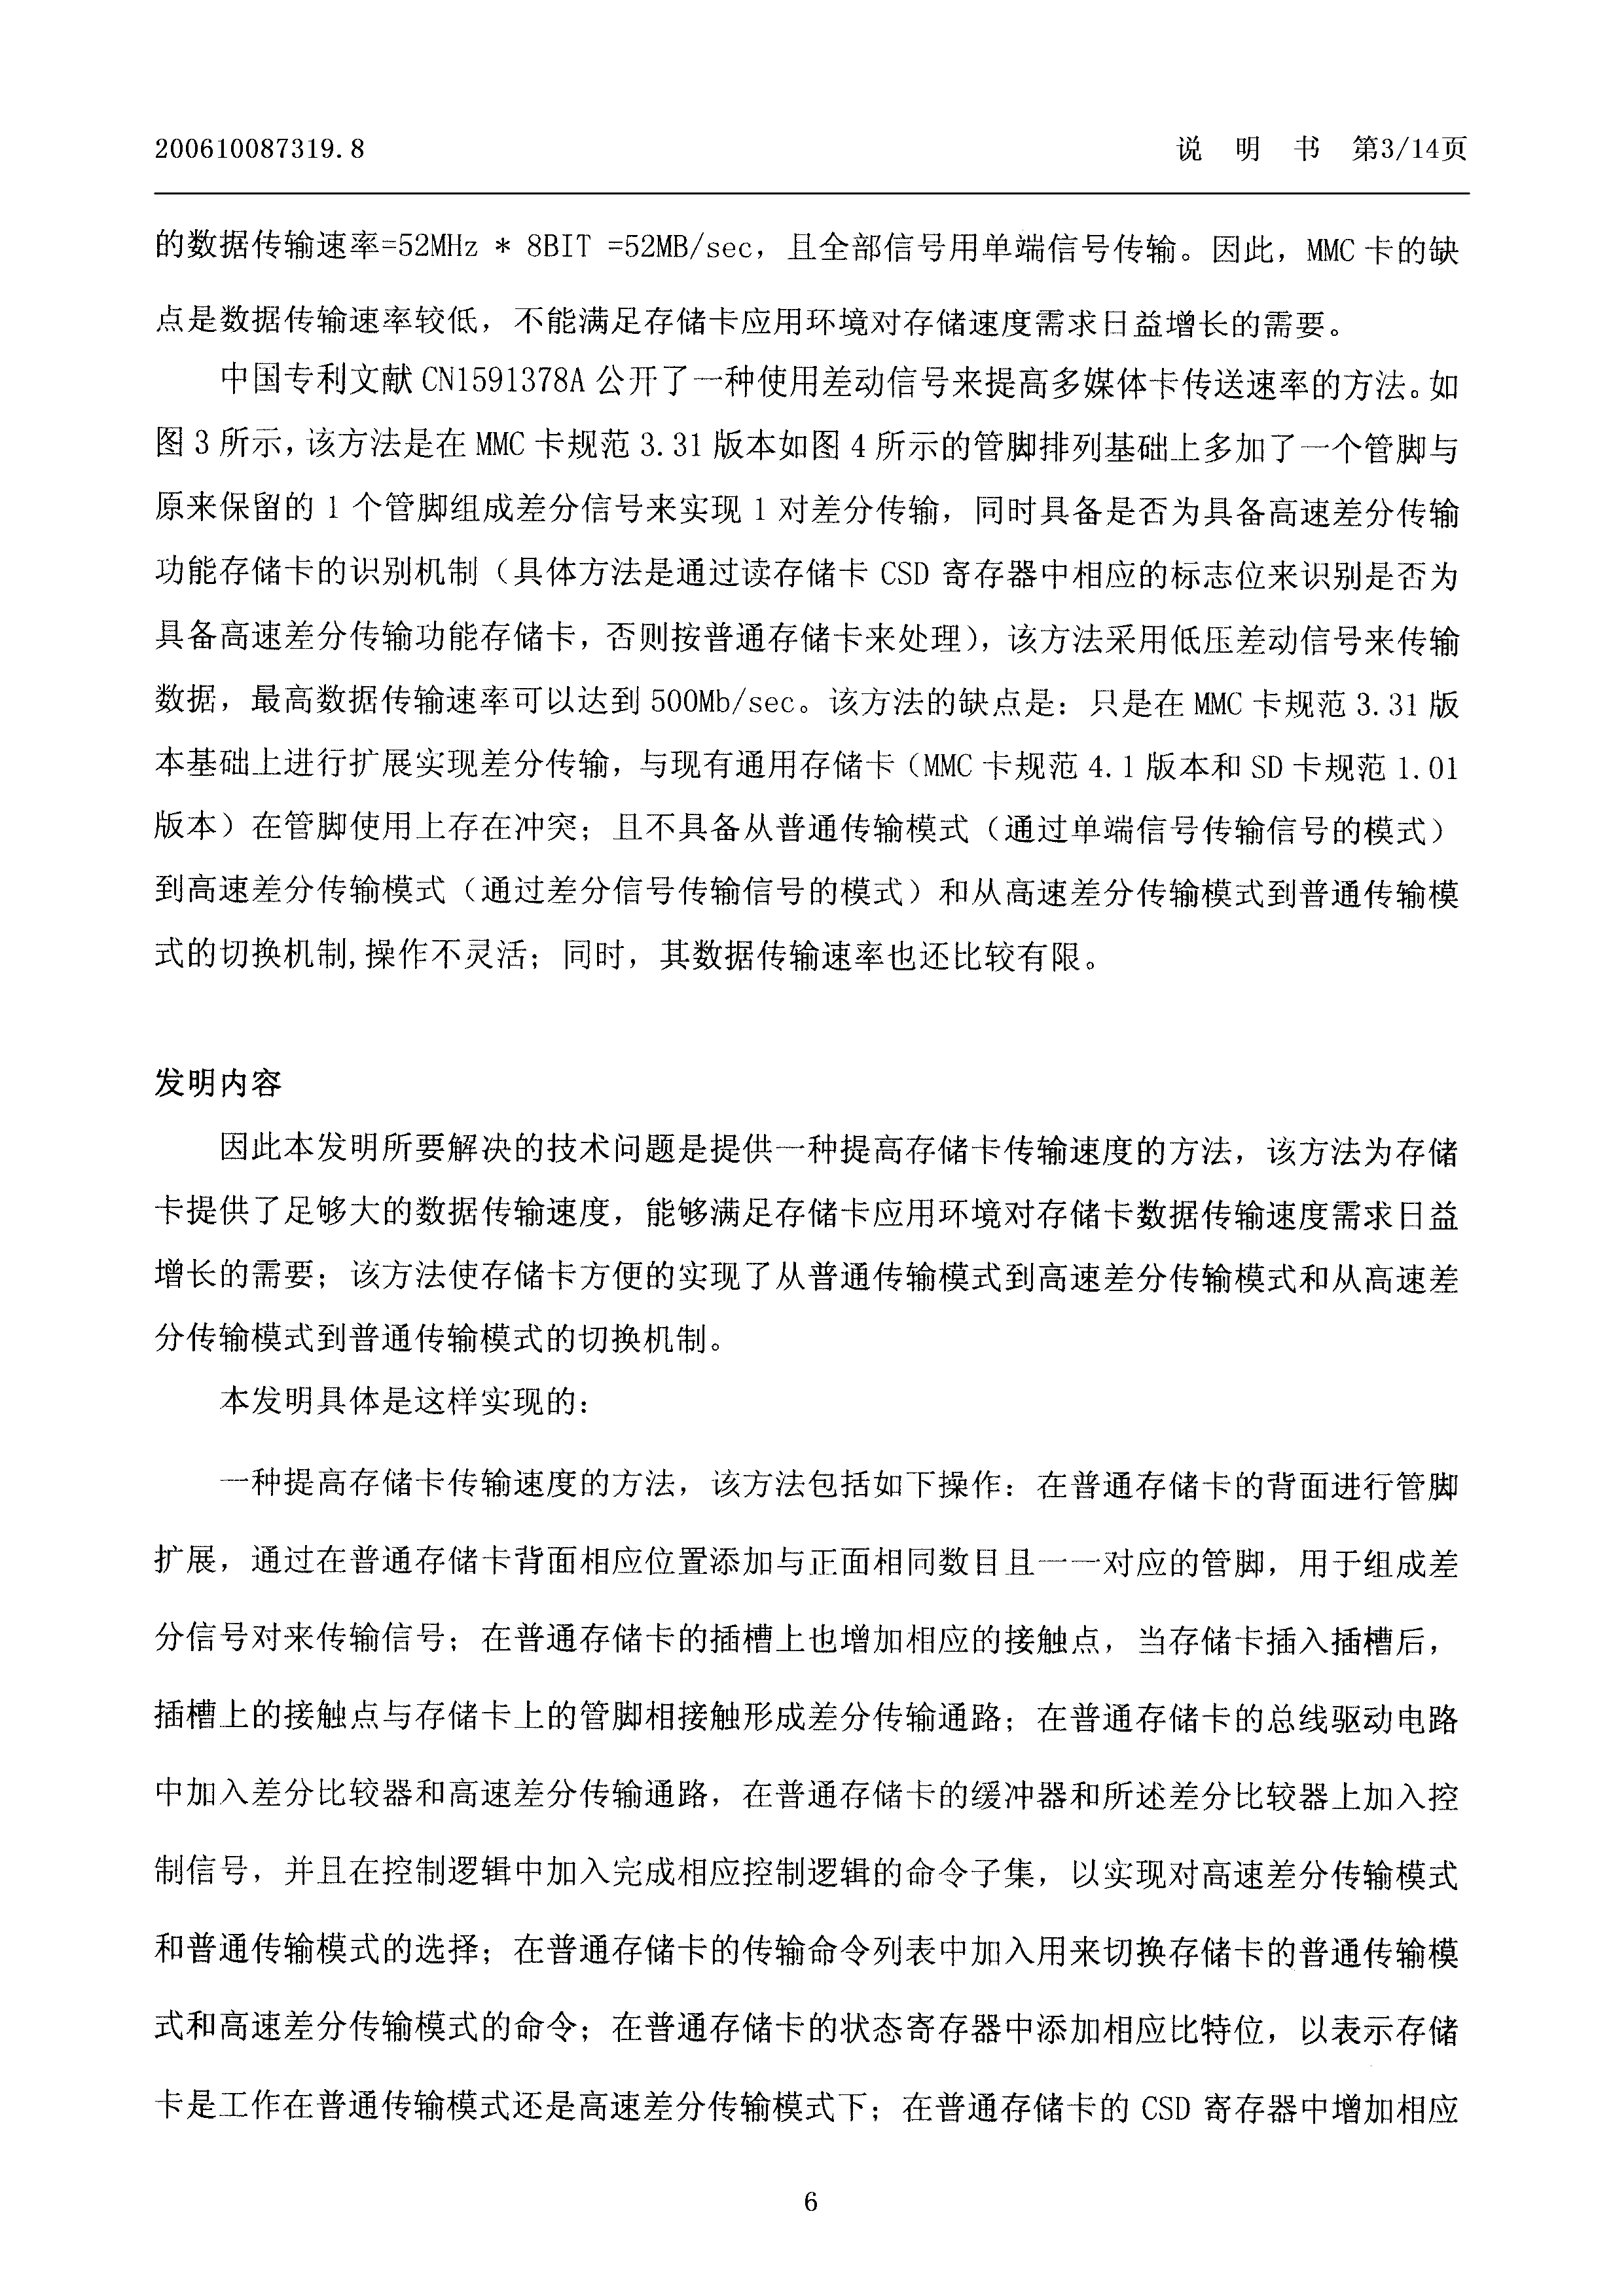 200610087319.8 说 明 书 第3/14页
的数据传输速率=52MHz * 8BIT =52MB/sec，且全部信号用单端信号传输。因此，MMC 卡的缺
点是数据传输速率较低，不能满足存储卡应用环境对存储速度需求日益增长的需要。
中国专利文献 CN1591378A 公开了一种使用差动信号来提高多媒体卡传送速率的方法。如
图 3 所示，该方法是在 MMC 卡规范 3.31 版本如图 4 所示的管脚排列基础上多加了一个管脚与
原来保留的 1 个管脚组成差分信号来实现 1 对差分传输，同时具备是否为具备高速差分传输
功能存储卡的识别机制（具体方法是通过读存储卡 CSD 寄存器中相应的标志位来识别是否为
具备高速差分传输功能存储卡，否则按普通存储卡来处理），该方法采用低压差动信号来传输
数据，最高数据传输速率可以达到 500Mb/sec。该方法的缺点是：只是在 MMC 卡规范 3.31 版
本基础上进行扩展实现差分传输，与现有通用存储卡（MMC 卡规范 4.1 版本和 SD 卡规范 1.01
版本）在管脚使用上存在冲突；且不具备从普通传输模式（通过单端信号传输信号的模式）
到高速差分传输模式（通过差分信号传输信号的模式）和从高速差分传输模式到普通传输模
式的切换机制,操作不灵活；同时，其数据传输速率也还比较有限。
发明内容
因此本发明所要解决的技术问题是提供一种提高存储卡传输速度的方法，该方法为存储
卡提供了足够大的数据传输速度，能够满足存储卡应用环境对存储卡数据传输速度需求日益
增长的需要；该方法使存储卡方便的实现了从普通传输模式到高速差分传输模式和从高速差
分传输模式到普通传输模式的切换机制。
本发明具体是这样实现的：
一种提高存储卡传输速度的方法，该方法包括如下操作：在普通存储卡的背面进行管脚
扩展，通过在普通存储卡背面相应位置添加与正面相同数目且一一对应的管脚，用于组成差
分信号对来传输信号；在普通存储卡的插槽上也增加相应的接触点，当存储卡插入插槽后，
插槽上的接触点与存储卡上的管脚相接触形成差分传输通路；在普通存储卡的总线驱动电路
中加入差分比较器和高速差分传输通路，在普通存储卡的缓冲器和所述差分比较器上加入控
制信号，并且在控制逻辑中加入完成相应控制逻辑的命令子集，以实现对高速差分传输模式
和普通传输模式的选择；在普通存储卡的传输命令列表中加入用来切换存储卡的普通传输模
式和高速差分传输模式的命令；在普通存储卡的状态寄存器中添加相应比特位，以表示存储
卡是工作在普通传输模式还是高速差分传输模式下；在普通存储卡的 CSD 寄存器中增加相应
6